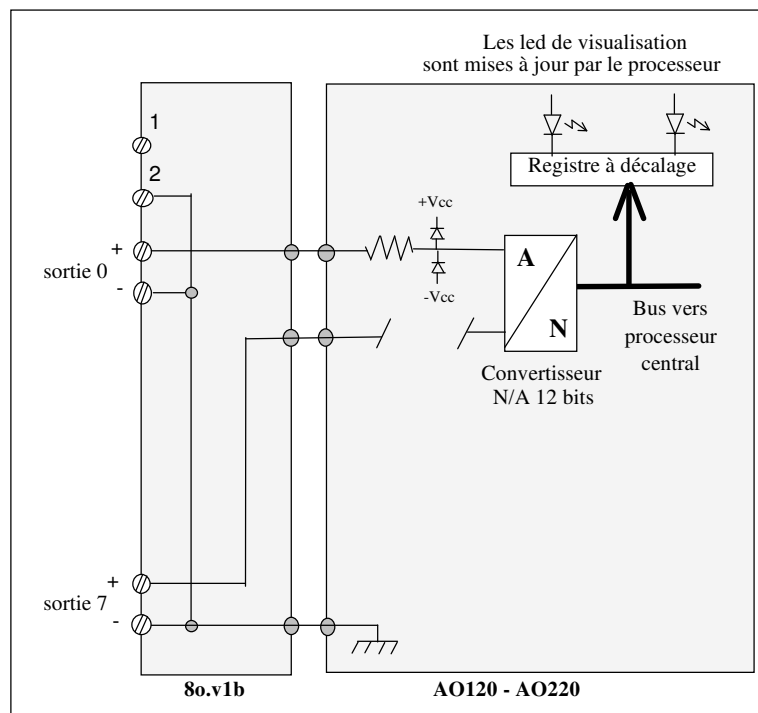 Les led de visualisation
sont mises à jour par le processeur
1
2
+
sortie 0
-
Registre à décalage
+Vcc
-Vcc
A
N
Bus vers
processeur
central
Convertisseur
N/A 12 bits
+
sortie 7
-
8o.v1b
AO120 - AO220